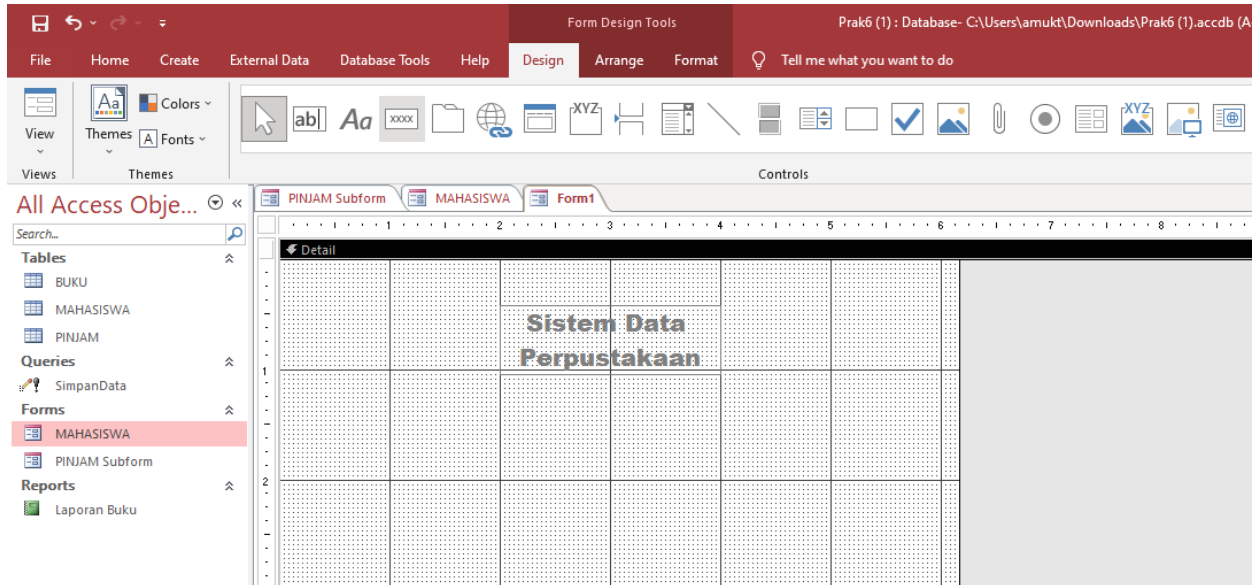 Form Design Tools
Prak6 (1) : Database- C:\Users\amukt\Downloads\Prak6 (1).accdb (A
File Home Create External Data Database Tools Help Design Arrange Format Tell me what you want to do
View
Themes
Aa
Colors
A Fonts
ab
Aa
xxxx
XYZ
XYZ
Views
Themes
Controls
All Access Obje...
Search...
Tables
BUKU
MAHASISWA
PINJAM
Queries
SimpanData
Forms
MAHASISWA
PINJAM Subform
Reports
Laporan Buku
PINJAM Subform MAHASISWA Form1
1 2 3 4 5 6 7 8
Detail
1
2
Sistem Data
Perpustakaan